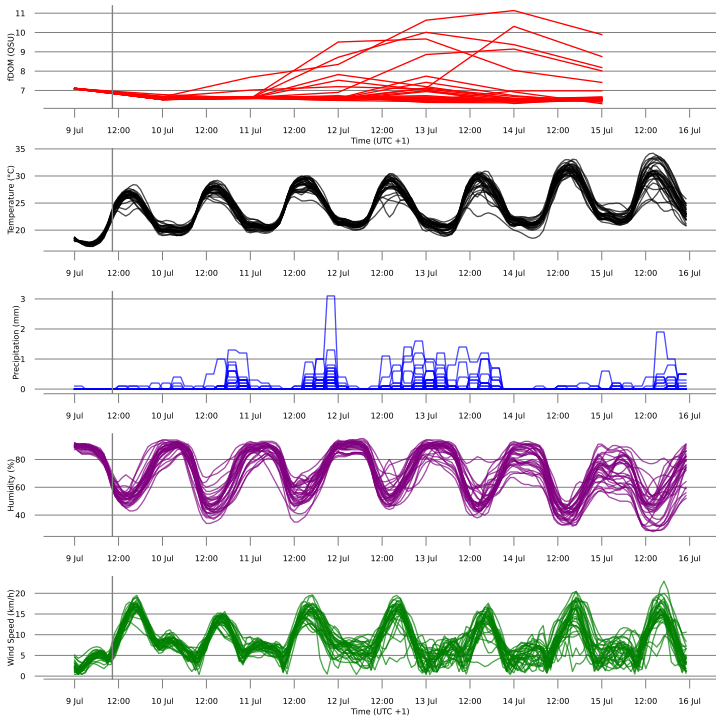 fDOM (QSU)
11
10
9
8
7
9 Jul 12:00 10 Jul 12:00 11 Jul 12:00 12 Jul 12:00 13 Jul 12:00 14 Jul 12:00 15 Jul 12:00 16 Jul
Time (UTC +1)
Temperature (°C)
35
30
25
20
9 Jul 12:00 10 Jul 12:00 11 Jul 12:00 12 Jul 12:00 13 Jul 12:00 14 Jul 12:00 15 Jul 12:00 16 Jul
Precipitation (mm)
3
2
1
0
9 Jul 12:00 10 Jul 12:00 11 Jul 12:00 12 Jul 12:00 13 Jul 12:00 14 Jul 12:00 15 Jul 12:00 16 Jul
Humidity (%)
80
60
40
9 Jul 12:00 10 Jul 12:00 11 Jul 12:00 12 Jul 12:00 13 Jul 12:00 14 Jul 12:00 15 Jul 12:00 16 Jul
Wind Speed (km/h)
20
15
10
5
0
9 Jul 12:00 10 Jul 12:00 11 Jul 12:00 12 Jul 12:00 13 Jul 12:00 14 Jul 12:00 15 Jul 12:00 16 Jul
Time (UTC +1)